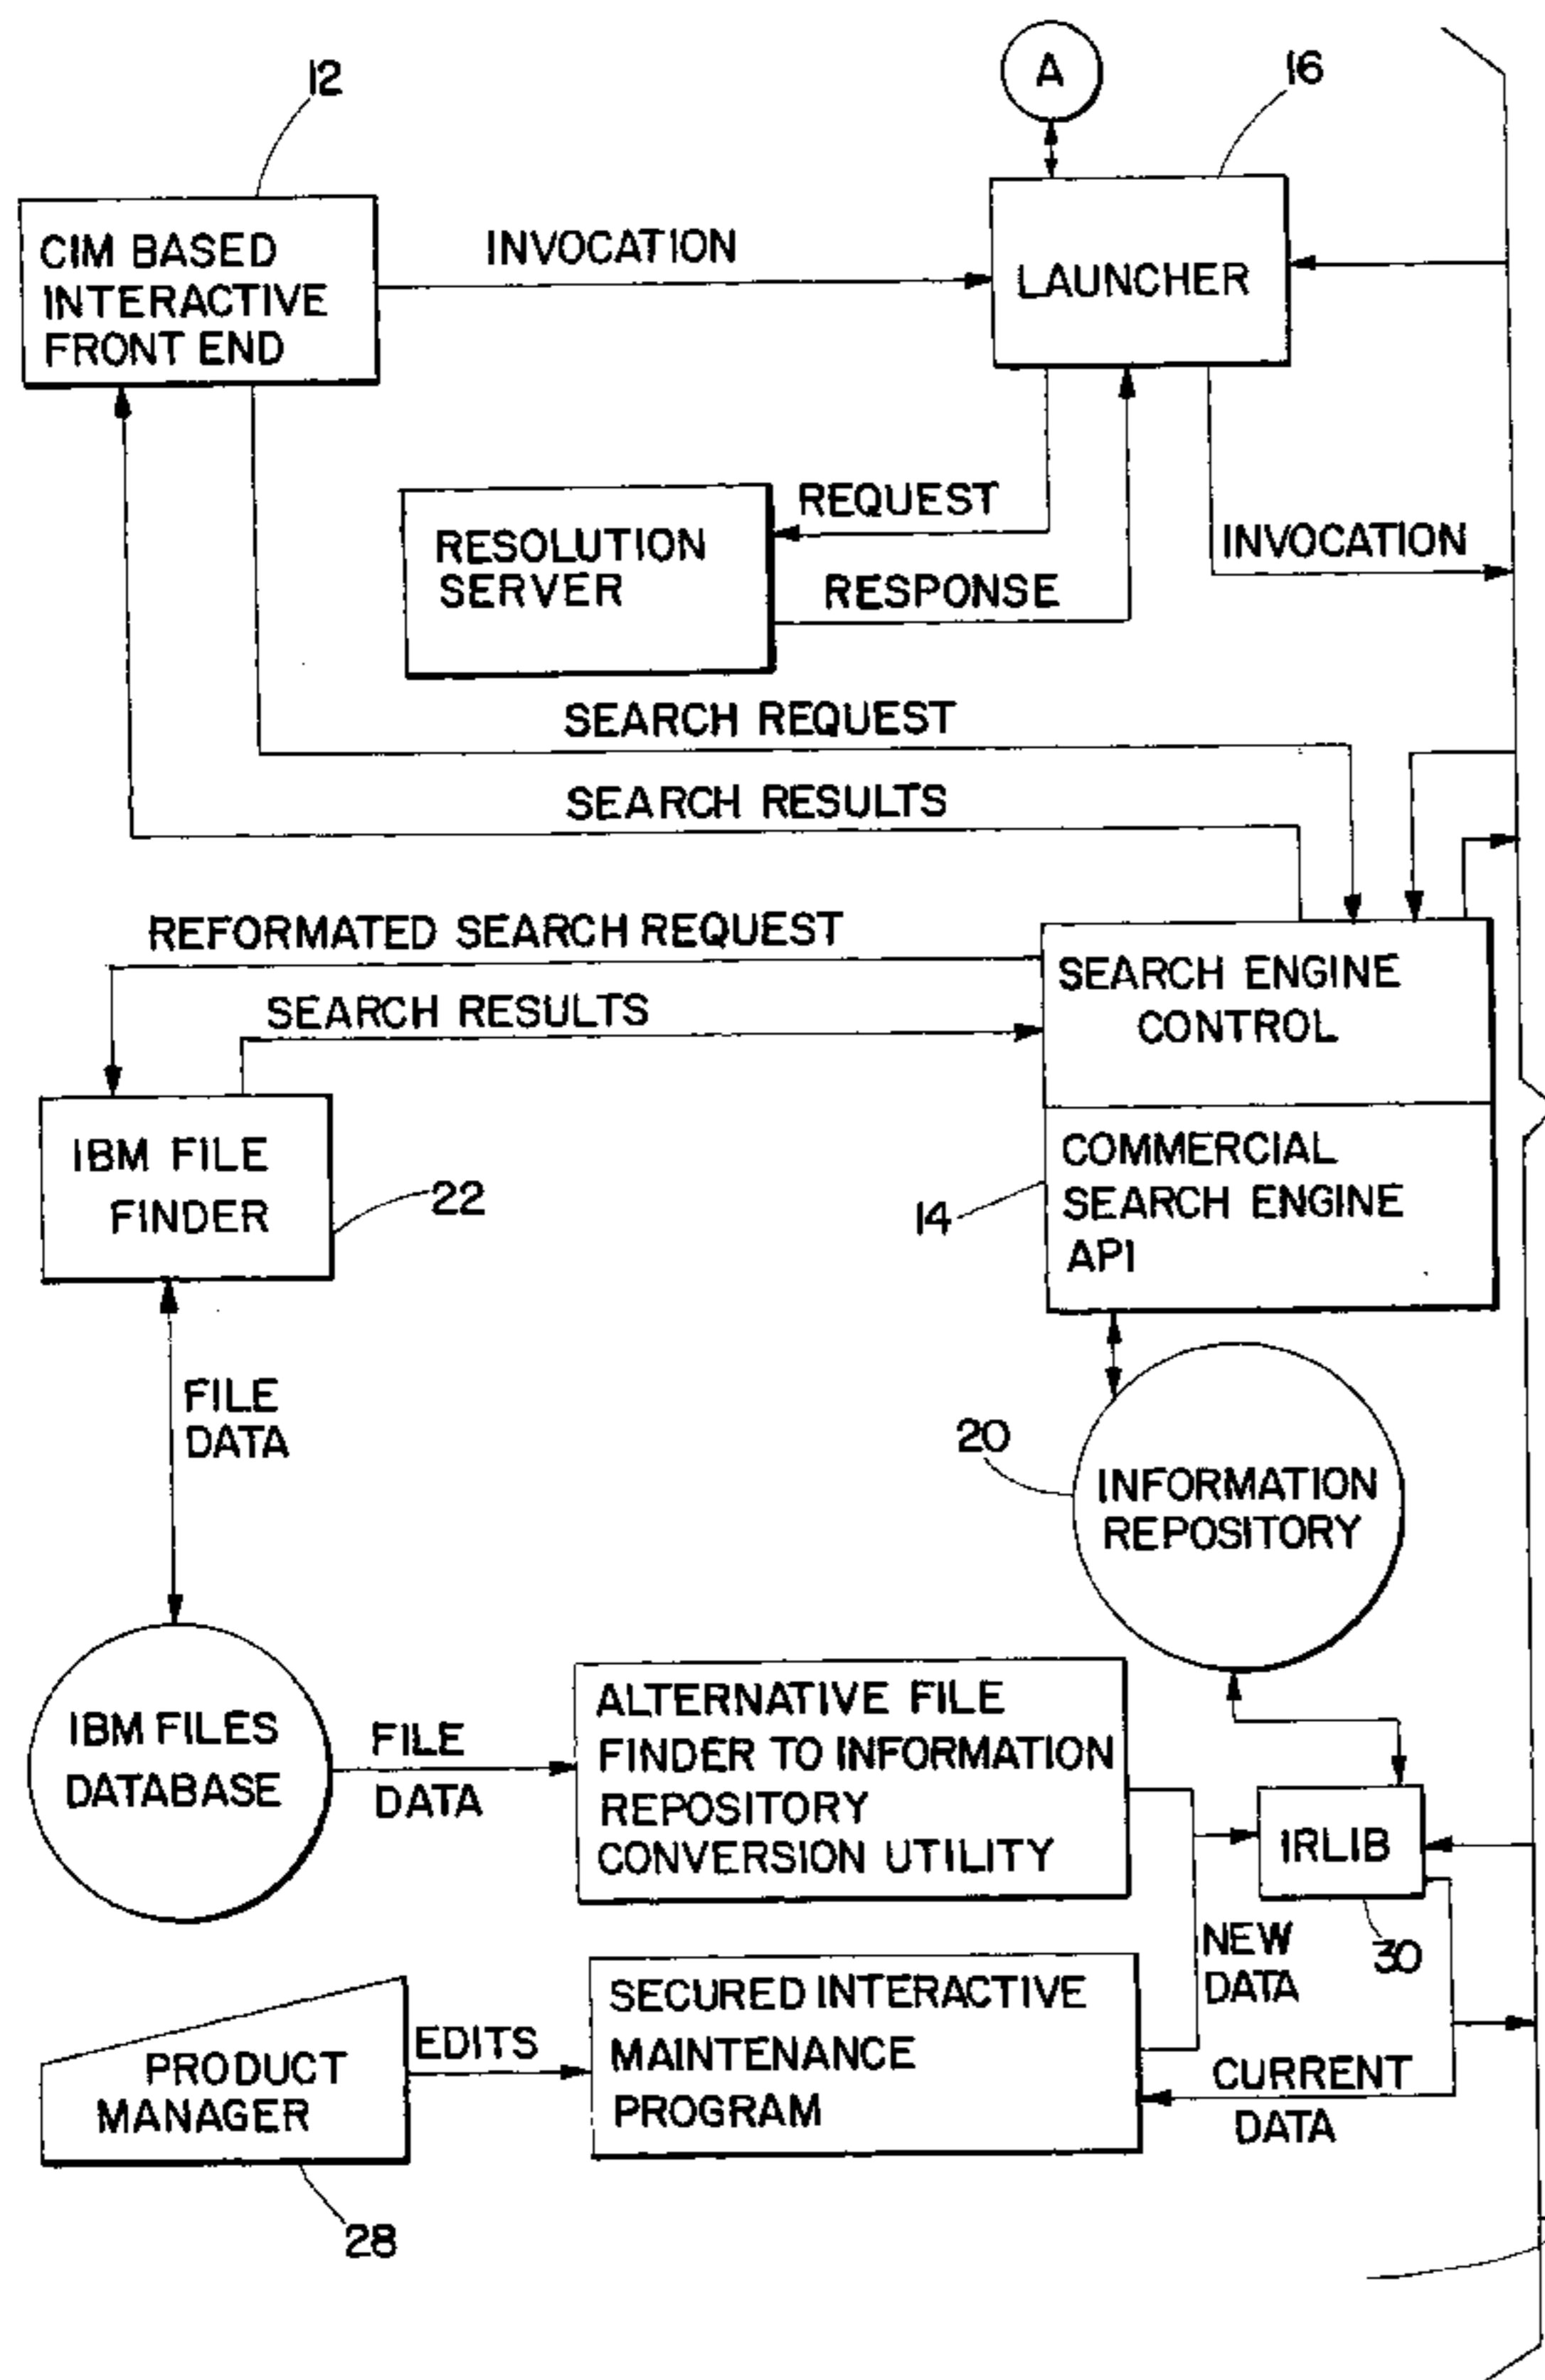 A
12
16
CIM BASED
INTERACTIVE
FRONT END
INVOCATION
LAUNCHER
REQUEST
RESOLUTION
SERVER
RESPONSE
INVOCATION
SEARCH REQUEST
SEARCH RESULTS
REFORMATED SEARCH REQUEST
SEARCH RESULTS
SEARCH ENGINE
CONTROL
IBM FILE
FINDER
22
COMMERCIAL
SEARCH ENGINE
API
14
FILE
DATA
20
INFORMATION
REPOSITORY
IBM FILES
DATABASE
FILE
DATA
ALTERNATIVE FILE
FINDER TO INFORMATION
REPOSITORY
CONVERSION UTILITY
IRLIB
30
NEW
DATA
PRODUCT
MANAGER
28
EDITS
SECURED INTERACTIVE
MAINTENANCE
PROGRAM
CURRENT
DATA